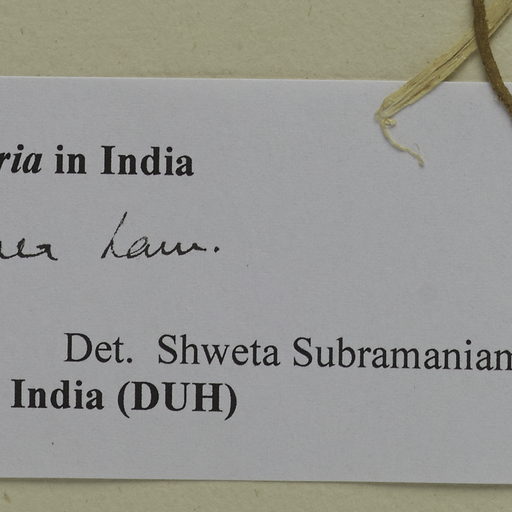 ria in India
Lam.
Det. Shweta Subramanian
India (DUH)